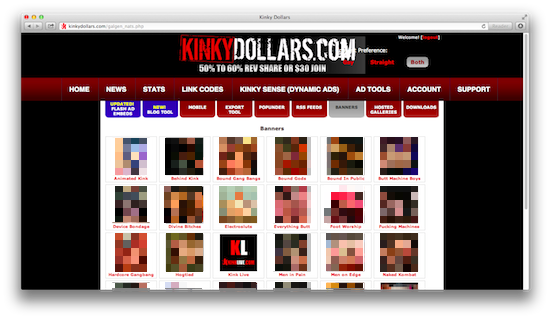 Kinky Dollars
kinkydollars.com/galgen_main.php
Reader
KINKYDOLLARS.COM
50% TO 60% REV SHARE OR $30 JOIN
Welcome! [logout]
Preference:
Straight
Both
HOME NEWS STATS LINK CODES KINKY SENSE (DYNAMIC ADS) AD TOOLS ACCOUNT SUPPORT
UPDATED!
FLASH AD
EMBEDS
NEW!
BLOG TOOL
MOBILE
EXPORT
TOOL
POPUNDER
RSS FEEDS
BANNERS
HOSTED
GALLERIES
DOWNLOADS
Banners
Animated Kink Behind Kink Bound Gang Bangs Bound Gods Bound In Public Butt Machine Boys
Device Bondage Divine Bitches Electrosluts Everything Butt Foot Worship Fucking Machines
KL
Hardcore Gangbang Hogtied Kink Live Men in Pain Men on Edge Naked Kombat